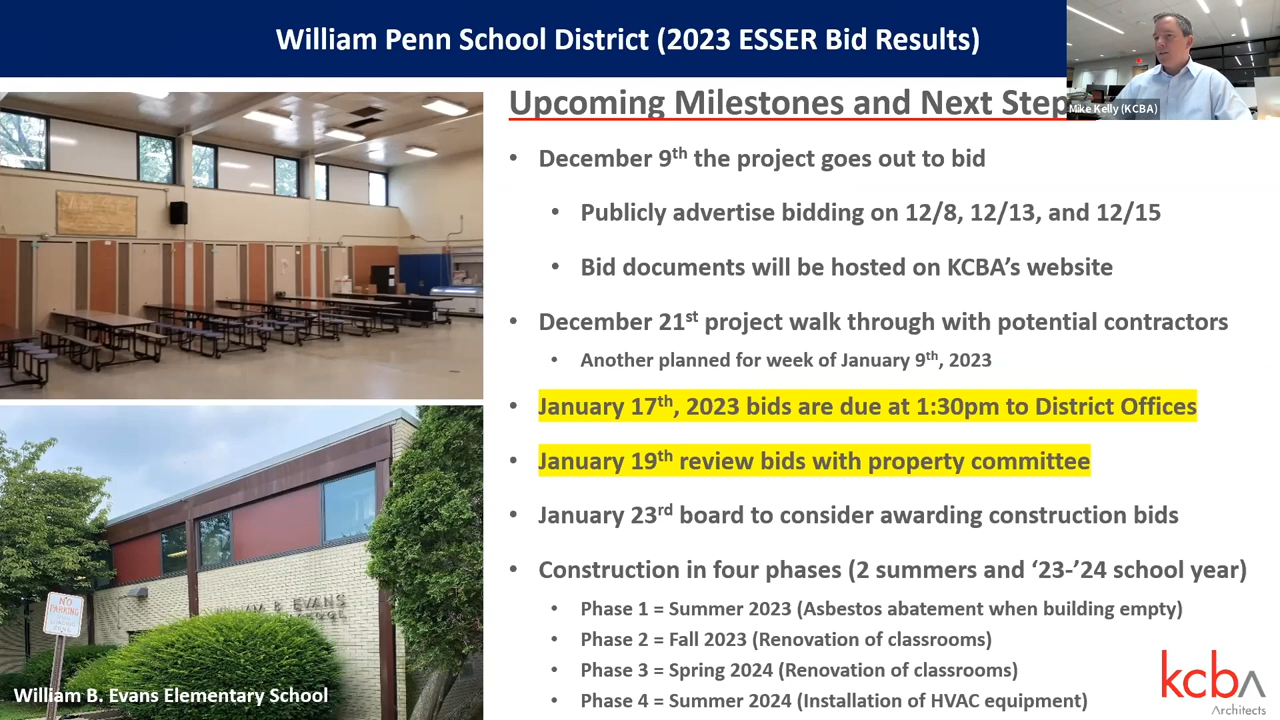 William Penn School District (2023 ESSER Bid Results)
Mike Kelly (KCBA)
Upcoming Milestones and Next Step
• December 9th the project goes out to bid
• Publicly advertise bidding on 12/8, 12/13, and 12/15
• Bid documents will be hosted on KCBA’s website
• December 21st project walk through with potential contractors
• Another planned for week of January 9th, 2023
• January 17th, 2023 bids are due at 1:30pm to District Offices
• January 19th review bids with property committee
• January 23rd board to consider awarding construction bids
• Construction in four phases (2 summers and ‘23-’24 school year)
• Phase 1 = Summer 2023 (Asbestos abatement when building empty)
• Phase 2 = Fall 2023 (Renovation of classrooms)
• Phase 3 = Spring 2024 (Renovation of classrooms)
• Phase 4 = Summer 2024 (Installation of HVAC equipment)
NO
PARKING
EVANS
William B. Evans Elementary School
kcba
Architects